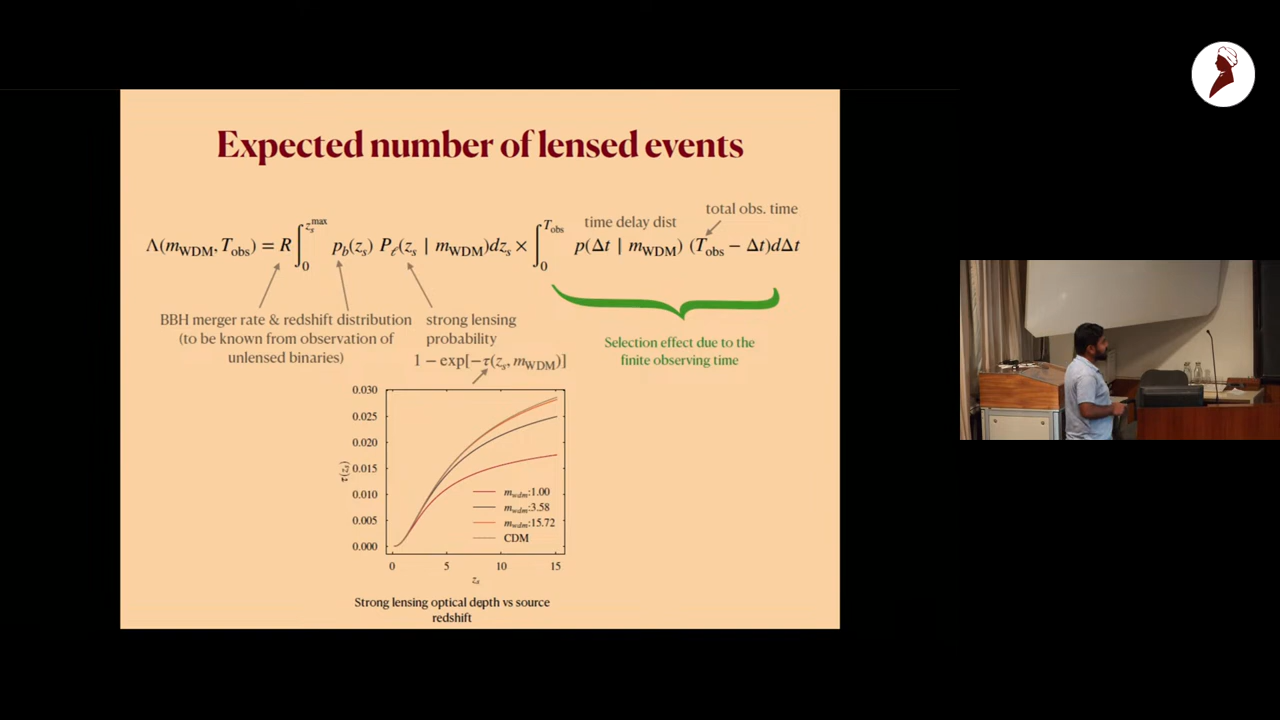 Expected number of lensed events
total obs. time
time delay dist
Λ(m_WDM, T_obs) = R ∫_0^{z_s^max} p_b(z_s) P_ℓ(z_s | m_WDM)dz_s × ∫_0^{T_obs} p(Δt | m_WDM) (T_obs − Δt)dΔt
BBH merger rate & redshift distribution
(to be known from observation of
unlensed binaries)
strong lensing
probability
1 − exp[−τ(z_s, m_WDM)]
Selection effect due to the
finite observing time
0.030
0.025
0.020
0.015
0.010
0.005
0.000
τ(z_s)
m_wdm:1.00
m_wdm:3.58
m_wdm:15.72
CDM
0 5 10 15
z_s
Strong lensing optical depth vs source
redshift